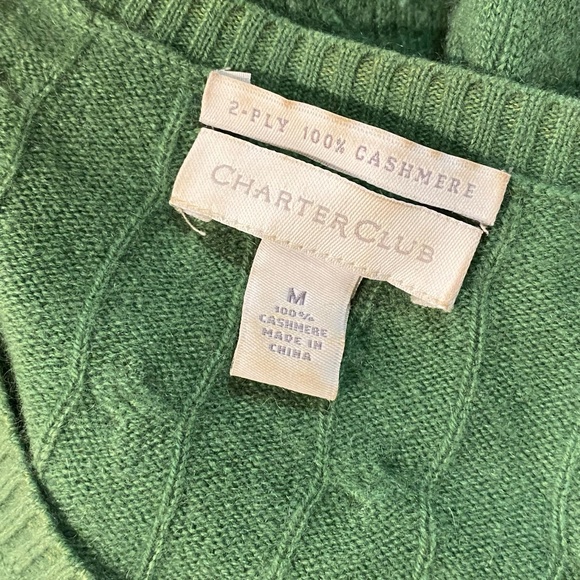 2-PLY 100% CASHMERE
CHARTER CLUB
M
100%
CASHMERE
MADE IN
CHINA